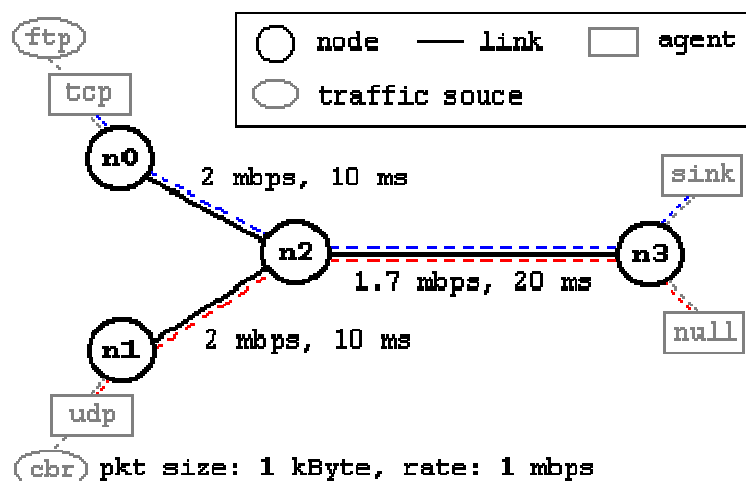 ftp
node link agent
traffic souce
tcp
n0
2 mbps, 10 ms
sink
n2
n3
1.7 mbps, 20 ms
n1
2 mbps, 10 ms
null
udp
cbr
pkt size: 1 kByte, rate: 1 mbps